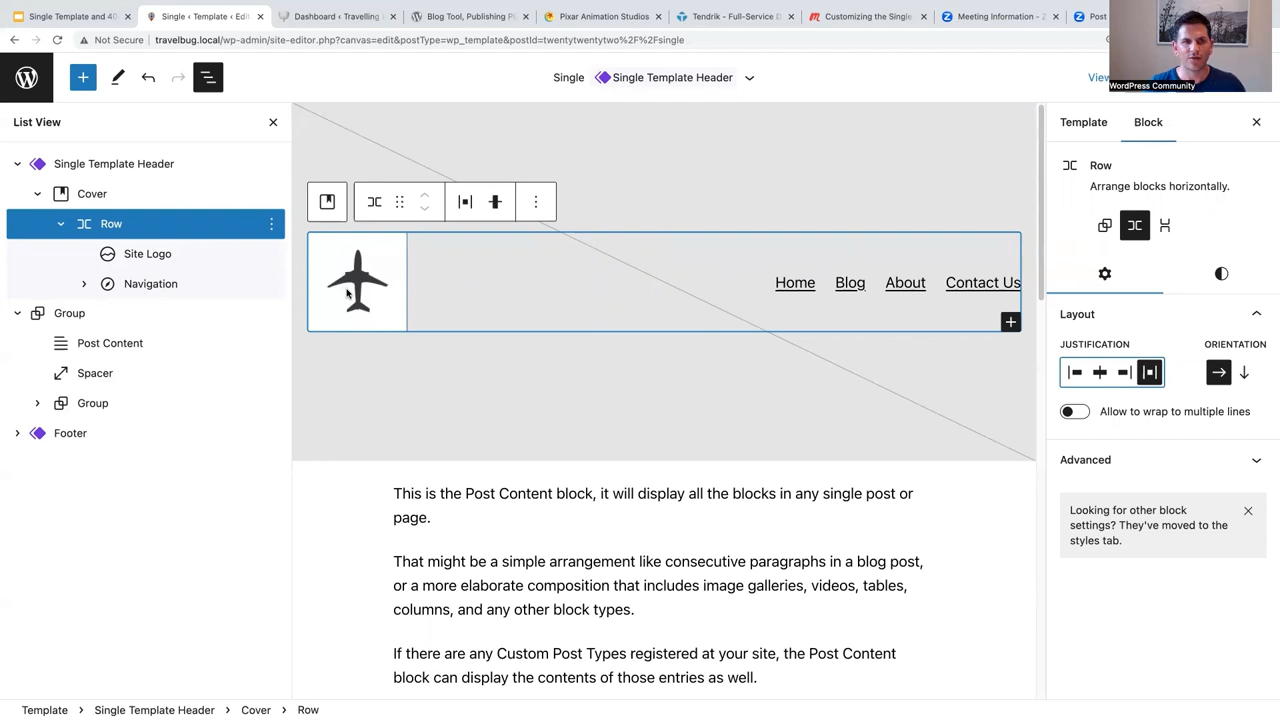 Single Template and 40
Single ‹ Template ‹ Edit
Dashboard ‹ Travelling
Blog Tool, Publishing Pl
Pixar Animation Studios
Tendrik - Full-Service D
Customizing the Single
Meeting Information - Z
Post
Not Secure travelbug.local/wp-admin/site-editor.php?canvas=edit&postType=wp_template&postId=twentytwentytwo%2F%2Fsingle
WordPress Community
Single Single Template Header
View
List View
Single Template Header
Cover
Row
Site Logo
Navigation
Group
Post Content
Spacer
Group
Footer
Home Blog About Contact Us
This is the Post Content block, it will display all the blocks in any single post or
page.
That might be a simple arrangement like consecutive paragraphs in a blog post,
or a more elaborate composition that includes image galleries, videos, tables,
columns, and any other block types.
If there are any Custom Post Types registered at your site, the Post Content
block can display the contents of those entries as well.
Template Block
Row
Arrange blocks horizontally.
Layout
JUSTIFICATION ORIENTATION
Allow to wrap to multiple lines
Advanced
Looking for other block
settings? They've moved to the
styles tab.
Template Single Template Header Cover Row